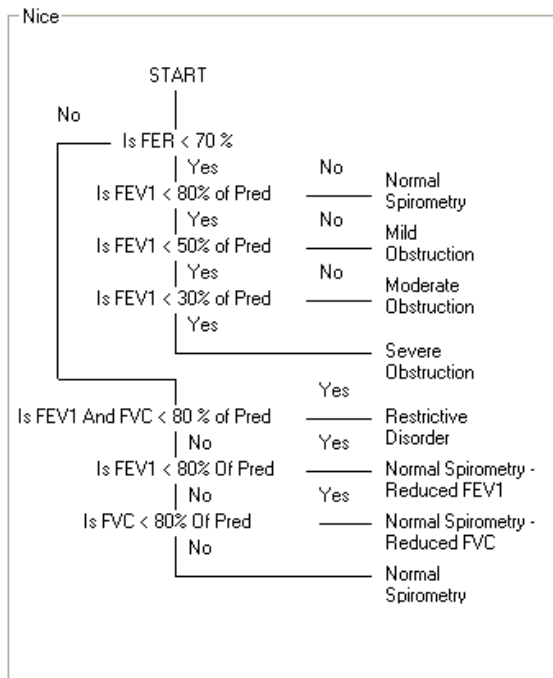 Nice
START
No
Is FER < 70 %
Yes
No
Is FEV1 < 80% of Pred
Normal
Spirometry
Yes
No
Is FEV1 < 50% of Pred
Mild
Obstruction
Yes
No
Is FEV1 < 30% of Pred
Moderate
Obstruction
Yes
Severe
Obstruction
Yes
Is FEV1 And FVC < 80 % of Pred
Restrictive
Disorder
No
Yes
Is FEV1 < 80% Of Pred
Normal Spirometry -
Reduced FEV1
No
Yes
Is FVC < 80% Of Pred
Normal Spirometry -
Reduced FVC
No
Normal
Spirometry